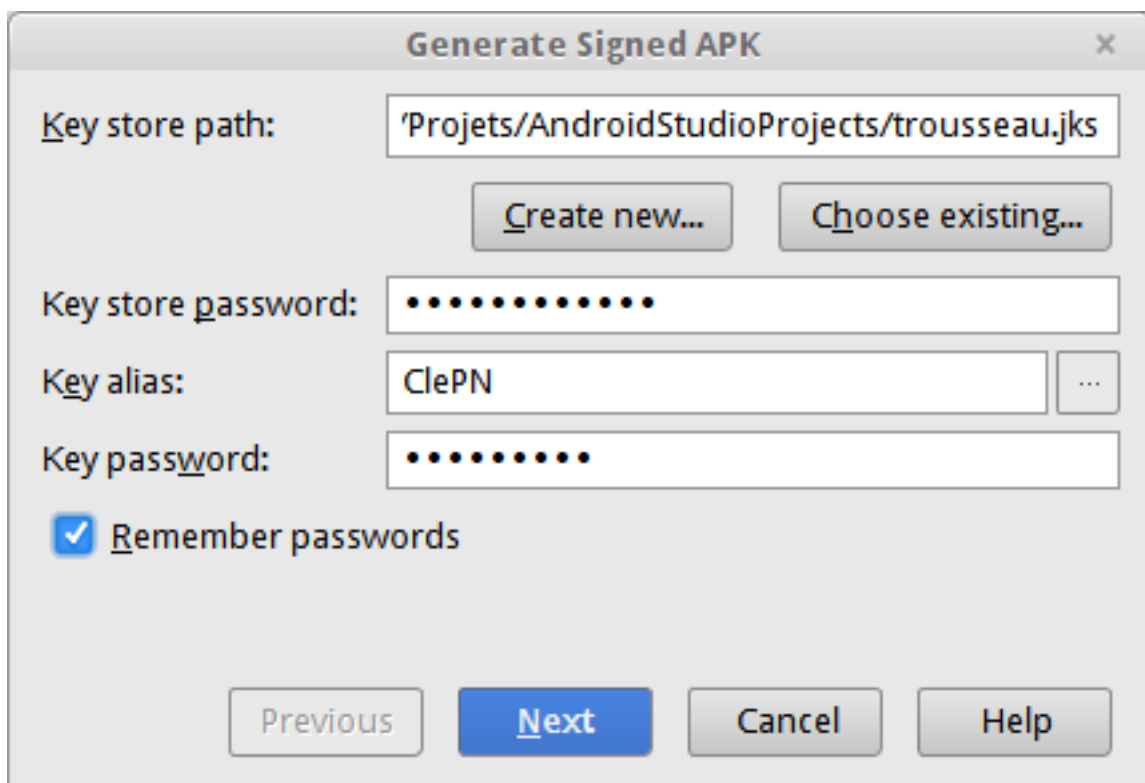 Generate Signed APK ×
Key store path: /Projets/AndroidStudioProjects/trousseau.jks
Create new... Choose existing...
Key store password: ••••••••••••
Key alias: ClePN ...
Key password: •••••••••
Remember passwords
Previous Next Cancel Help